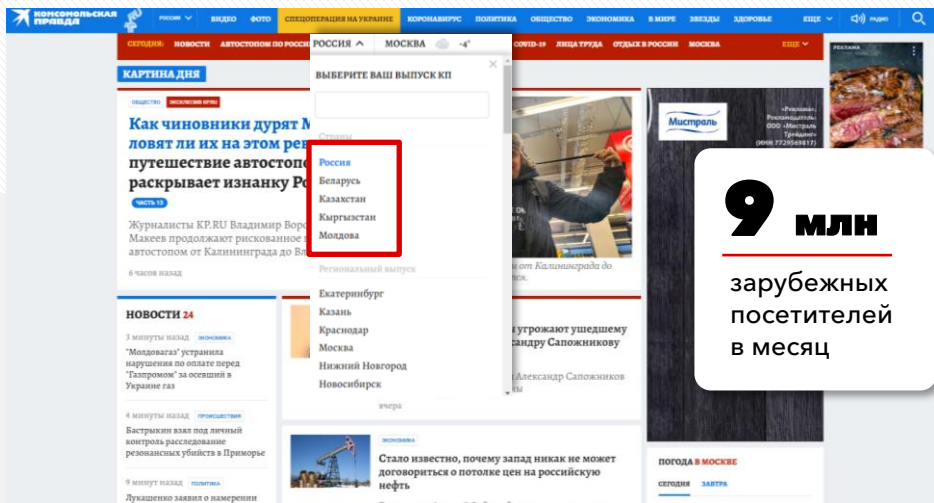 КОМСОМОЛЬСКАЯ
ПРАВДА
РОССИЯ ВИДЕО ФОТО СПЕЦОПЕРАЦИЯ НА УКРАИНЕ КОРОНАВИРУС ПОЛИТИКА ОБЩЕСТВО ЭКОНОМИКА В МИРЕ ЗВЕЗДЫ ЗДОРОВЬЕ ЕЩЕ РАДИО
СЕГОДНЯ: НОВОСТИ АВТОСТОПОМ ПО РОССИИ COVID-19 ЛИЦА ТРУДА ОТДЫХ В РОССИИ МОСКВА ЕЩЕ
РОССИЯ МОСКВА -4°
РЕКЛАМА
ВЫБЕРИТЕ ВАШ ВЫПУСК КП
Страны
Россия
Беларусь
Казахстан
Кыргызстан
Молдова
Региональный выпуск
Екатеринбург
Казань
Краснодар
Москва
Нижний Новгород
Новосибирск
КАРТИНА ДНЯ
ОБЩЕСТВО ЭКСКЛЮЗИВ KP.RU
Как чиновники дурят М
ловят ли их на этом рев
путешествие автостопо
раскрывает изнанку Ро
ЧАСТЬ 13
Журналисты KP.RU Владимир Воро
Макеев продолжают рискованное
автостопом от Калининграда до Вл
6 часов назад
от Калининграда до
НОВОСТИ 24
3 минуты назад ЭКОНОМИКА
"Молдовагаз" устранила
нарушения по оплате перед
"Газпромом" за осевший в
Украине газ
4 минуты назад ПРОИСШЕСТВИЯ
Бастрыкин взял под личный
контроль расследование
резонансных убийств в Приморье
9 минут назад ПОЛИТИКА
Лукашенко заявил о намерении
угрожают ушедшему
сандру Сапожникову
Александр Сапожников
вчера
ЭКОНОМИКА
Стало известно, почему запад никак не может
договориться о потолке цен на российскую
нефть
Мистраль
«Реклама».
Рекламодатель:
ООО «Мистраль
Трейдинг»
(ИНН 7729569817)
9 млн
зарубежных
посетителей
в месяц
ПОГОДА В МОСКВЕ
СЕГОДНЯ ЗАВТРА